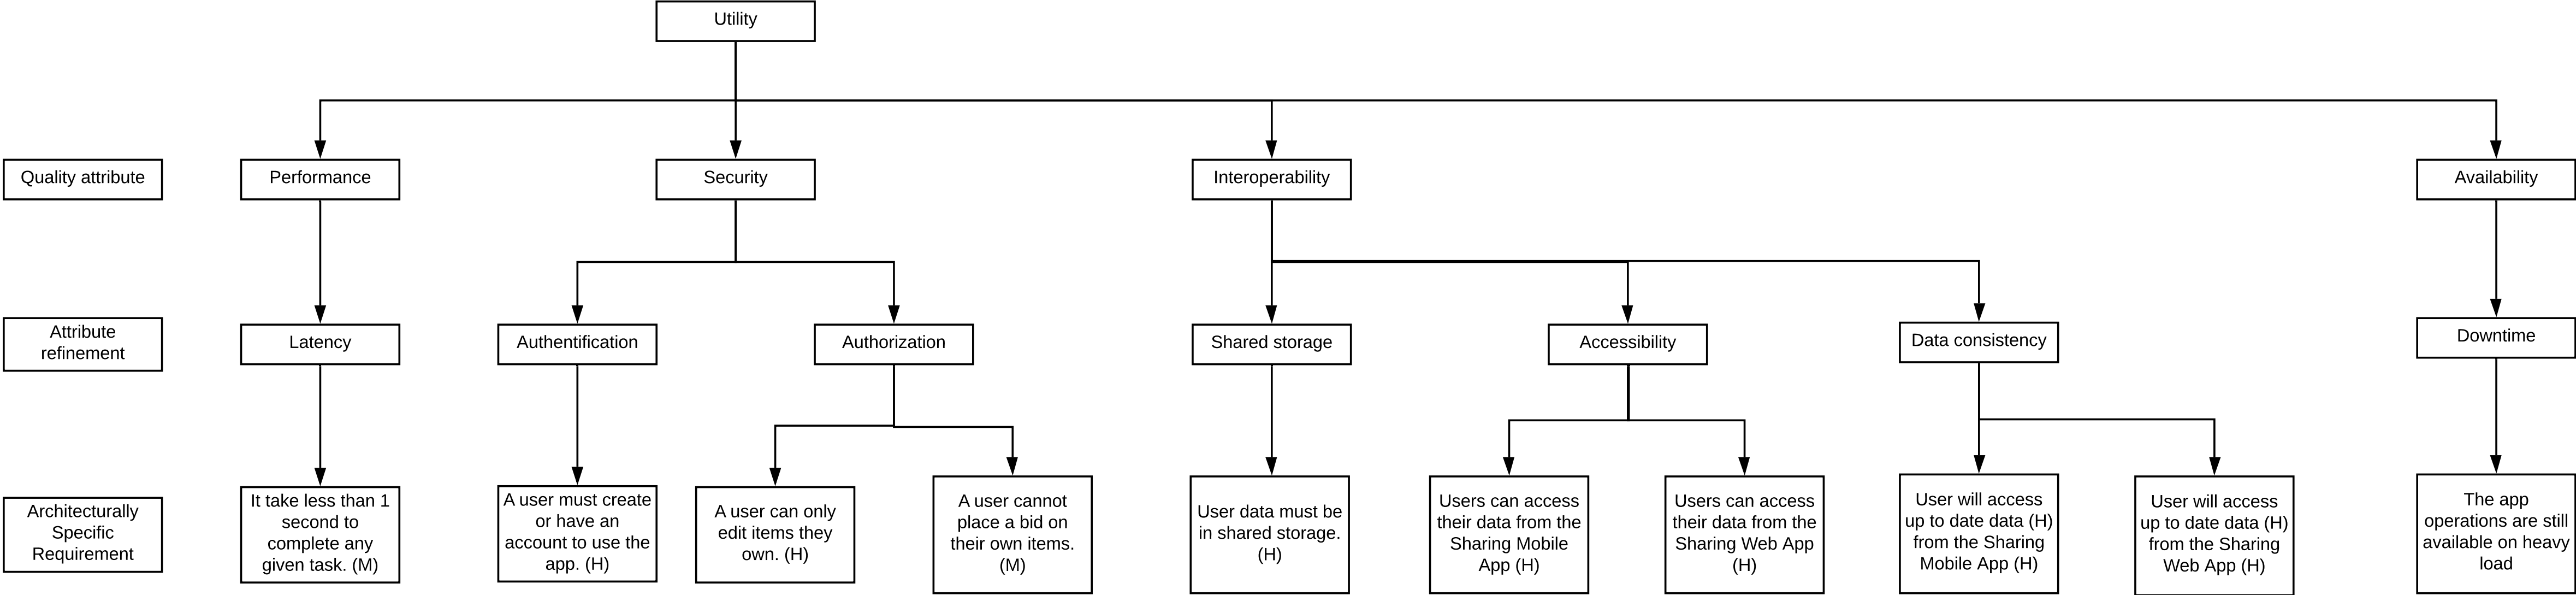 Utility
Quality attribute
Performance
Security
Interoperability
Availability
Attribute
refinement
Latency
Authentification
Authorization
Shared storage
Accessibility
Data consistency
Downtime
Architecturally
Specific
Requirement
It take less than 1
second to
complete any
given task. (M)
A user must create
or have an
account to use the
app. (H)
A user can only
edit items they
own. (H)
A user cannot
place a bid on
their own items.
(M)
User data must be
in shared storage.
(H)
Users can access
their data from the
Sharing Mobile
App (H)
Users can access
their data from the
Sharing Web App
(H)
User will access
up to date data (H)
from the Sharing
Mobile App (H)
User will access
up to date data (H)
from the Sharing
Web App (H)
The app
operations are still
available on heavy
load